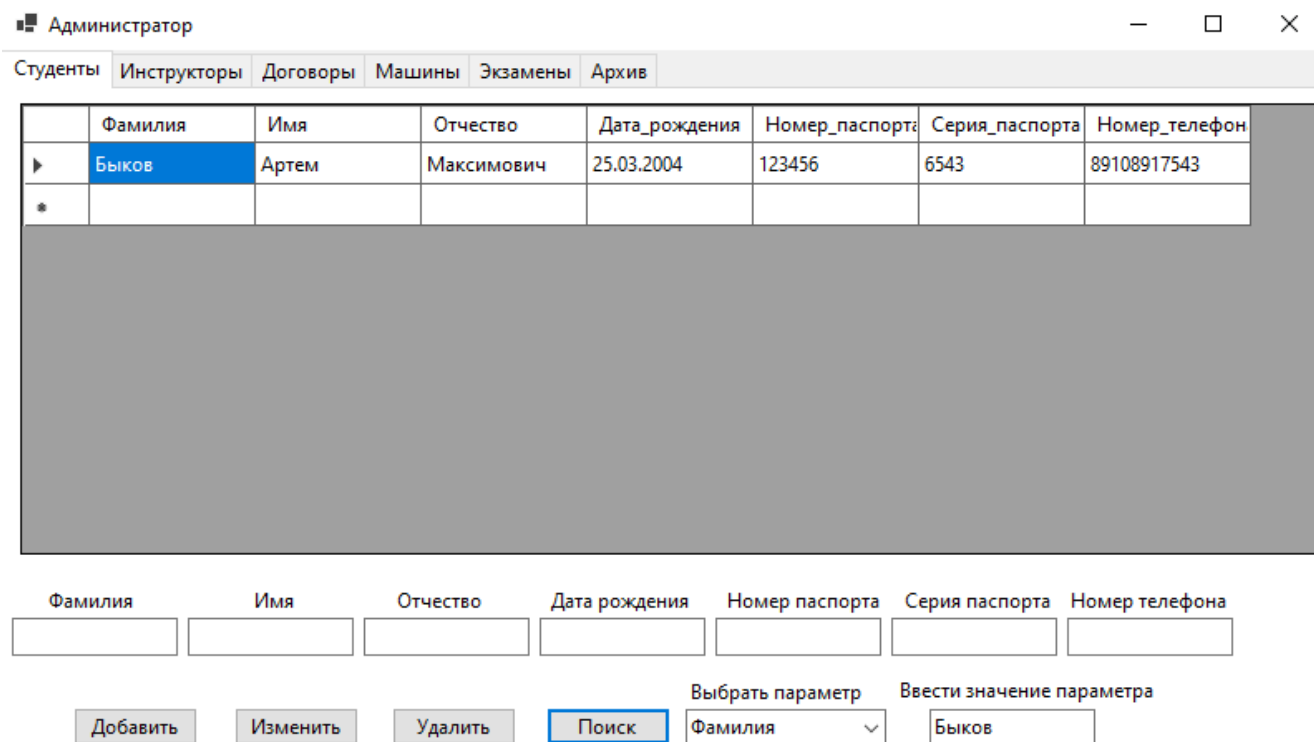 Администратор
Студенты Инструкторы Договоры Машины Экзамены Архив
Фамилия Имя Отчество Дата_рождения Номер_паспорта Серия_паспорта Номер_телефон
Быков Артем Максимович 25.03.2004 123456 6543 89108917543
Фамилия Имя Отчество Дата рождения Номер паспорта Серия паспорта Номер телефона
Выбрать параметр Ввести значение параметра
Добавить Изменить Удалить Поиск Фамилия Быков